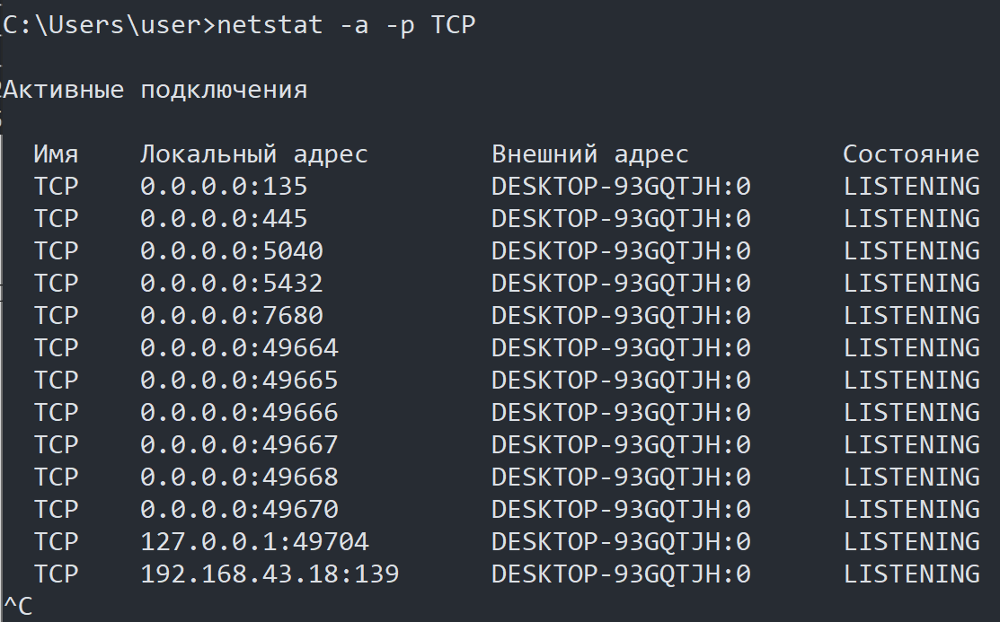 C:\Users\user>netstat -a -p TCP
Активные подключения
Имя Локальный адрес Внешний адрес Состояние
TCP 0.0.0.0:135 DESKTOP-93GQTJH:0 LISTENING
TCP 0.0.0.0:445 DESKTOP-93GQTJH:0 LISTENING
TCP 0.0.0.0:5040 DESKTOP-93GQTJH:0 LISTENING
TCP 0.0.0.0:5432 DESKTOP-93GQTJH:0 LISTENING
TCP 0.0.0.0:7680 DESKTOP-93GQTJH:0 LISTENING
TCP 0.0.0.0:49664 DESKTOP-93GQTJH:0 LISTENING
TCP 0.0.0.0:49665 DESKTOP-93GQTJH:0 LISTENING
TCP 0.0.0.0:49666 DESKTOP-93GQTJH:0 LISTENING
TCP 0.0.0.0:49667 DESKTOP-93GQTJH:0 LISTENING
TCP 0.0.0.0:49668 DESKTOP-93GQTJH:0 LISTENING
TCP 0.0.0.0:49670 DESKTOP-93GQTJH:0 LISTENING
TCP 127.0.0.1:49704 DESKTOP-93GQTJH:0 LISTENING
TCP 192.168.43.18:139 DESKTOP-93GQTJH:0 LISTENING
^C